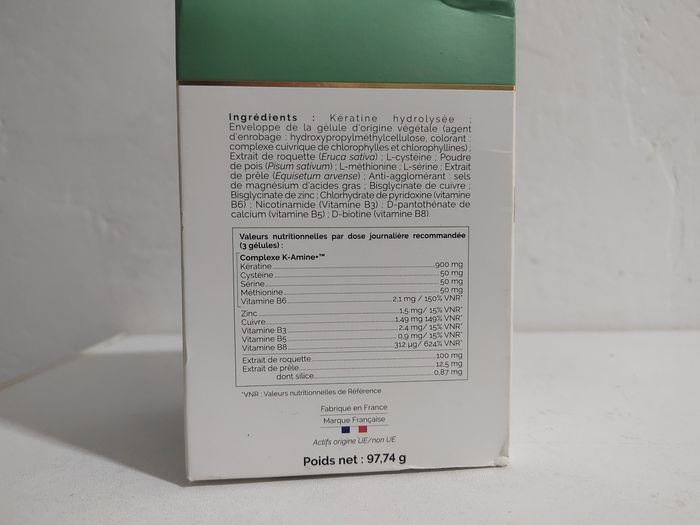 Ingrédients : Kératine hydrolysée ;
Enveloppe de la gélule d'origine végétale (agent
d'enrobage : hydroxypropylméthylcellulose, colorant :
complexe cuivrique de chlorophylles et chlorophyllines) ;
Extrait de roquette (Eruca sativa) ; L-cystéine ; Poudre
de pois (Pisum sativum) ; L-méthionine ; L-sérine ; Extrait
de prêle (Equisetum arvense) ; Anti-agglomérant : sels
de magnésium d'acides gras ; Bisglycinate de cuivre ;
Bisglycinate de zinc ; Chlorhydrate de pyridoxine (vitamine
B6) ; Nicotinamide (Vitamine B3) ; D-pantothénate de
calcium (vitamine B5) ; D-biotine (vitamine B8).
Valeurs nutritionnelles par dose journalière recommandée
(3 gélules) :
Complexe K-Amine+™
Kératine 900 mg
Cystéine 50 mg
Sérine 50 mg
Méthionine 50 mg
Vitamine B6 2,1 mg / 150% VNR*
Zinc 1,5 mg/ 15% VNR*
Cuivre 1,49 mg 149% VNR*
Vitamine B3 2,4 mg/ 15% VNR*
Vitamine B5 0,9 mg/ 15% VNR*
Vitamine B8 312 µg/ 624% VNR*
Extrait de roquette 100 mg
Extrait de prêle 12,5 mg
dont silice 0,87 mg
*VNR : Valeurs nutritionnelles de Référence
Fabriqué en France
Marque Française
Actifs origine UE/non UE
Poids net : 97,74 g